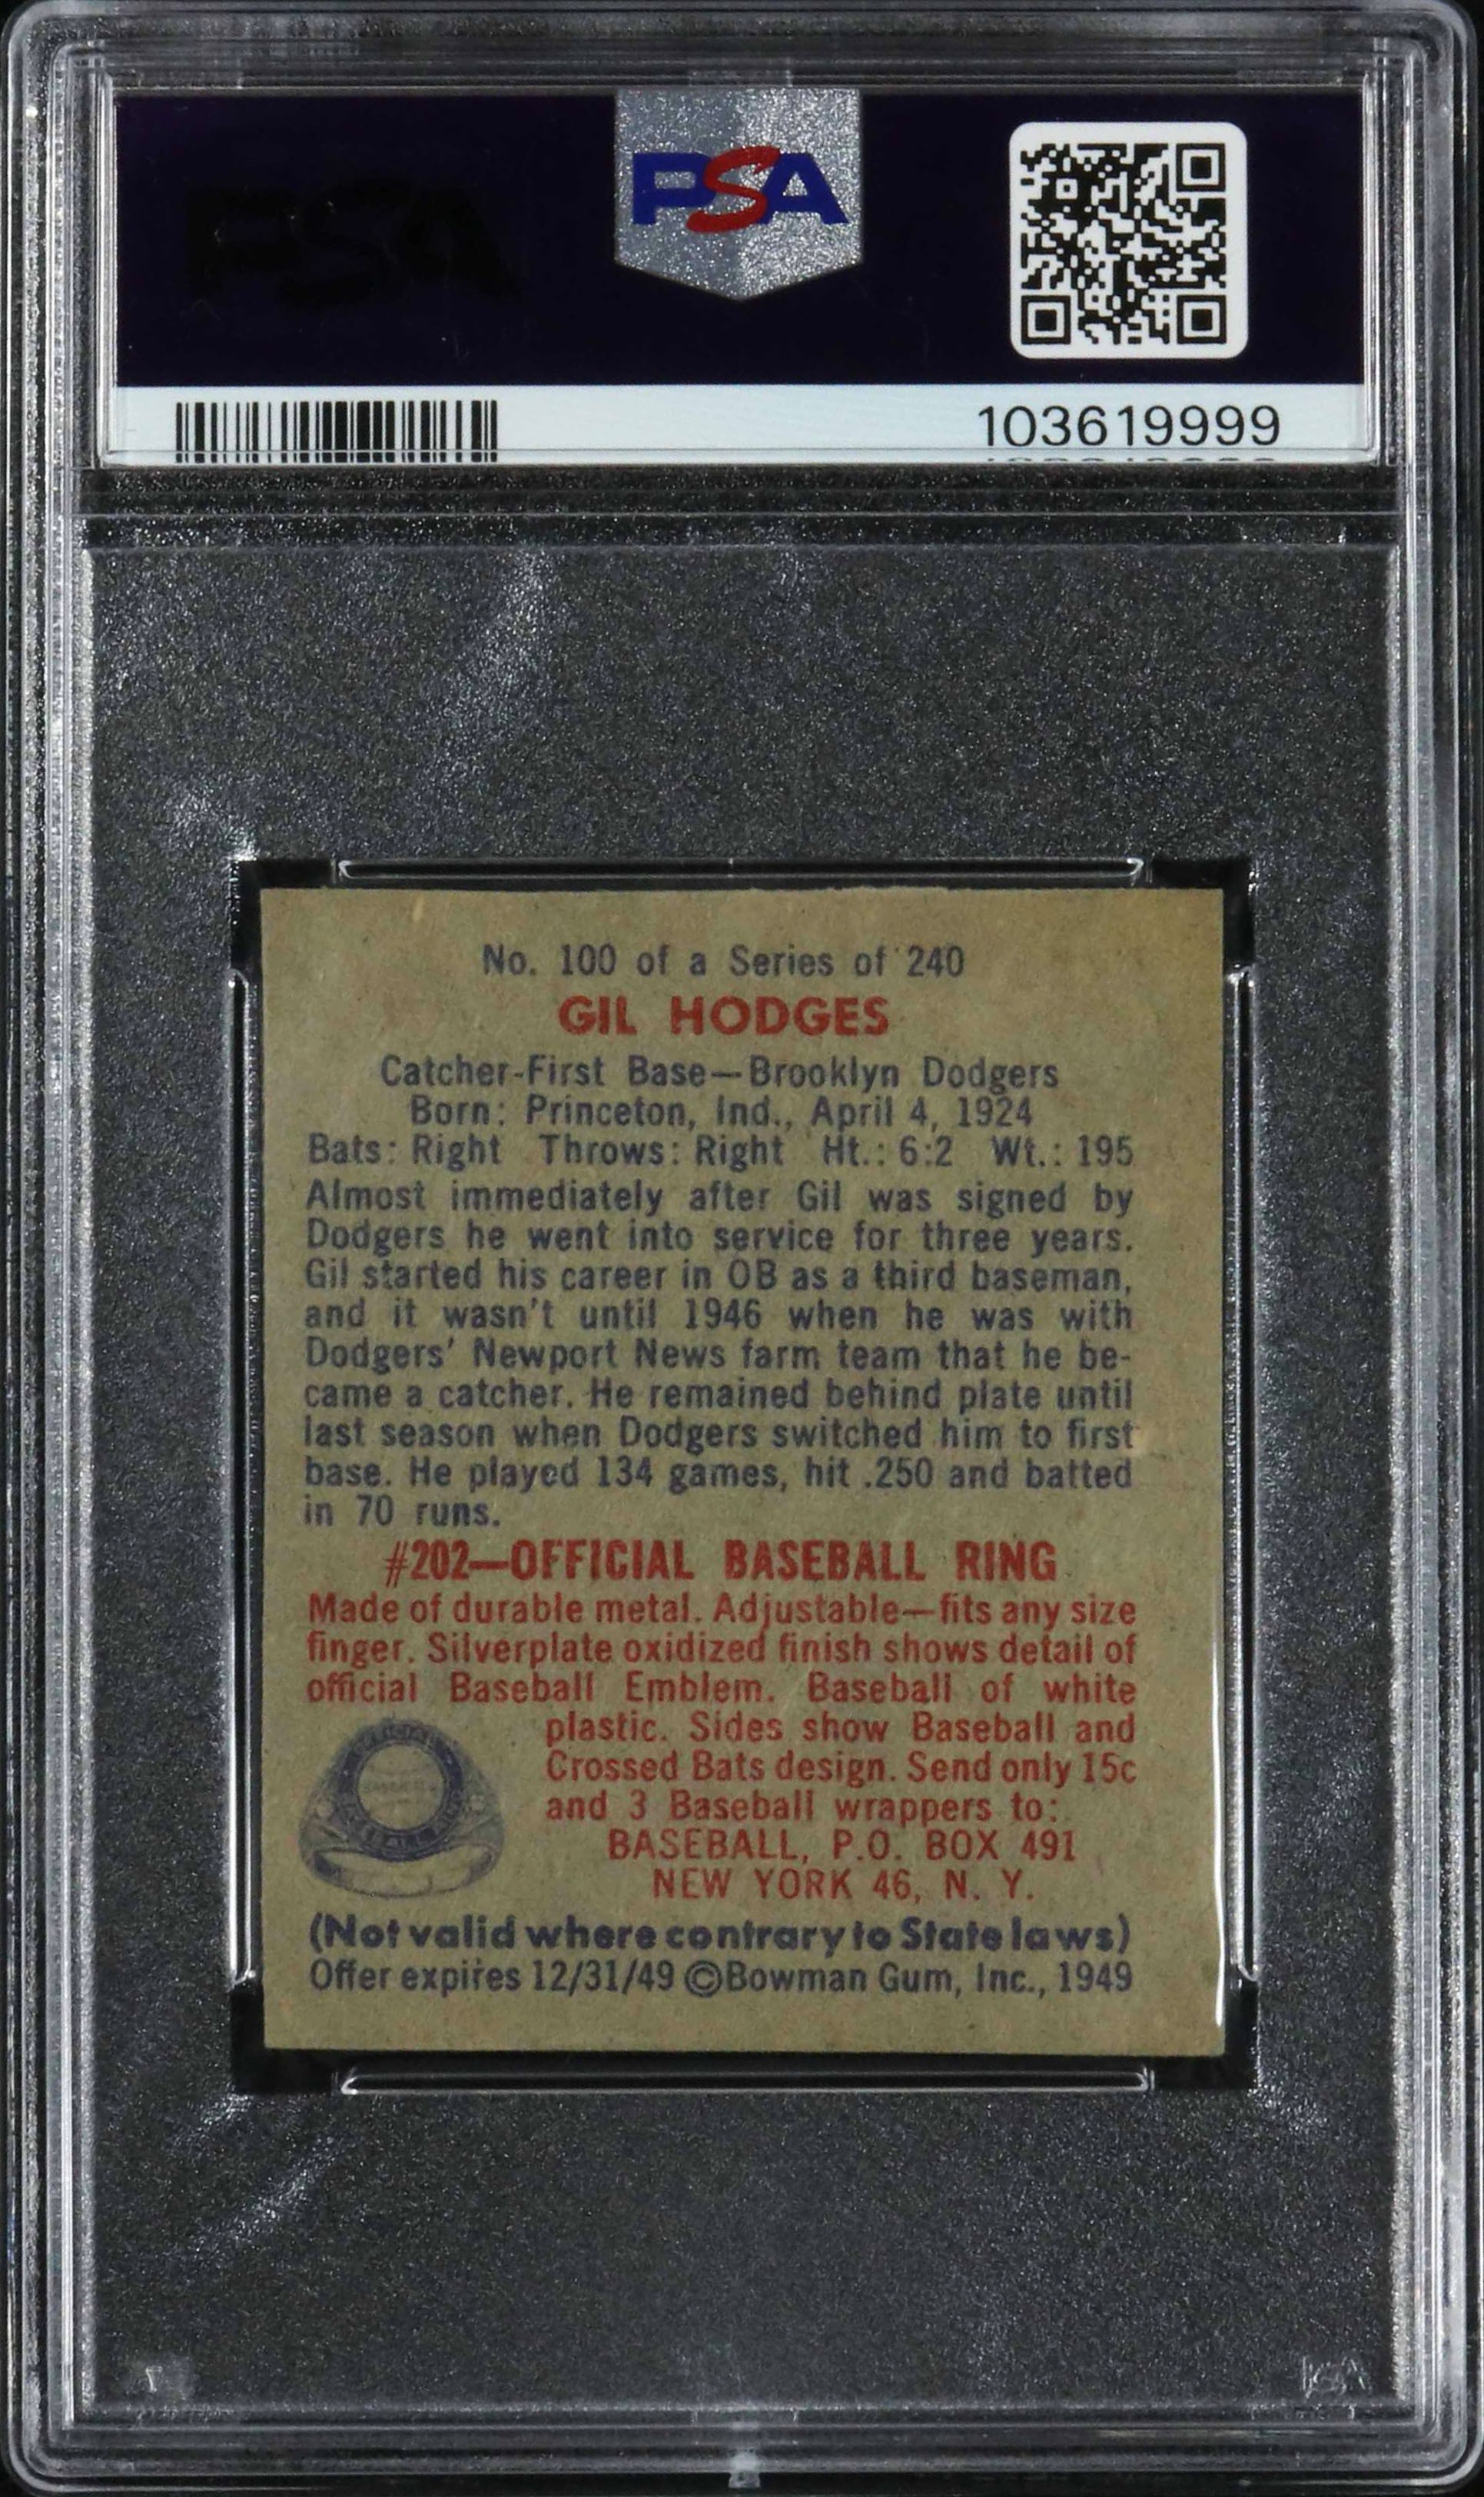 PSA
103619999
No. 100 of a Series of 240
GIL HODGES
Catcher-First Base—Brooklyn Dodgers
Born: Princeton, Ind., April 4, 1924
Bats: Right Throws: Right Ht.: 6:2 Wt.: 195
Almost immediately after Gil was signed by
Dodgers he went into service for three years.
Gil started his career in OB as a third baseman,
and it wasn't until 1946 when he was with
Dodgers' Newport News farm team that he be-
came a catcher. He remained behind plate until
last season when Dodgers switched him to first
base. He played 134 games, hit .250 and batted
in 70 runs.
#202—OFFICIAL BASEBALL RING
Made of durable metal. Adjustable—fits any size
finger. Silverplate oxidized finish shows detail of
official Baseball Emblem. Baseball of white
plastic. Sides show Baseball and
Crossed Bats design. Send only 15c
and 3 Baseball wrappers to:
BASEBALL, P.O. BOX 491
NEW YORK 46, N. Y.
(Not valid where contrary to State laws)
Offer expires 12/31/49 ©Bowman Gum, Inc., 1949